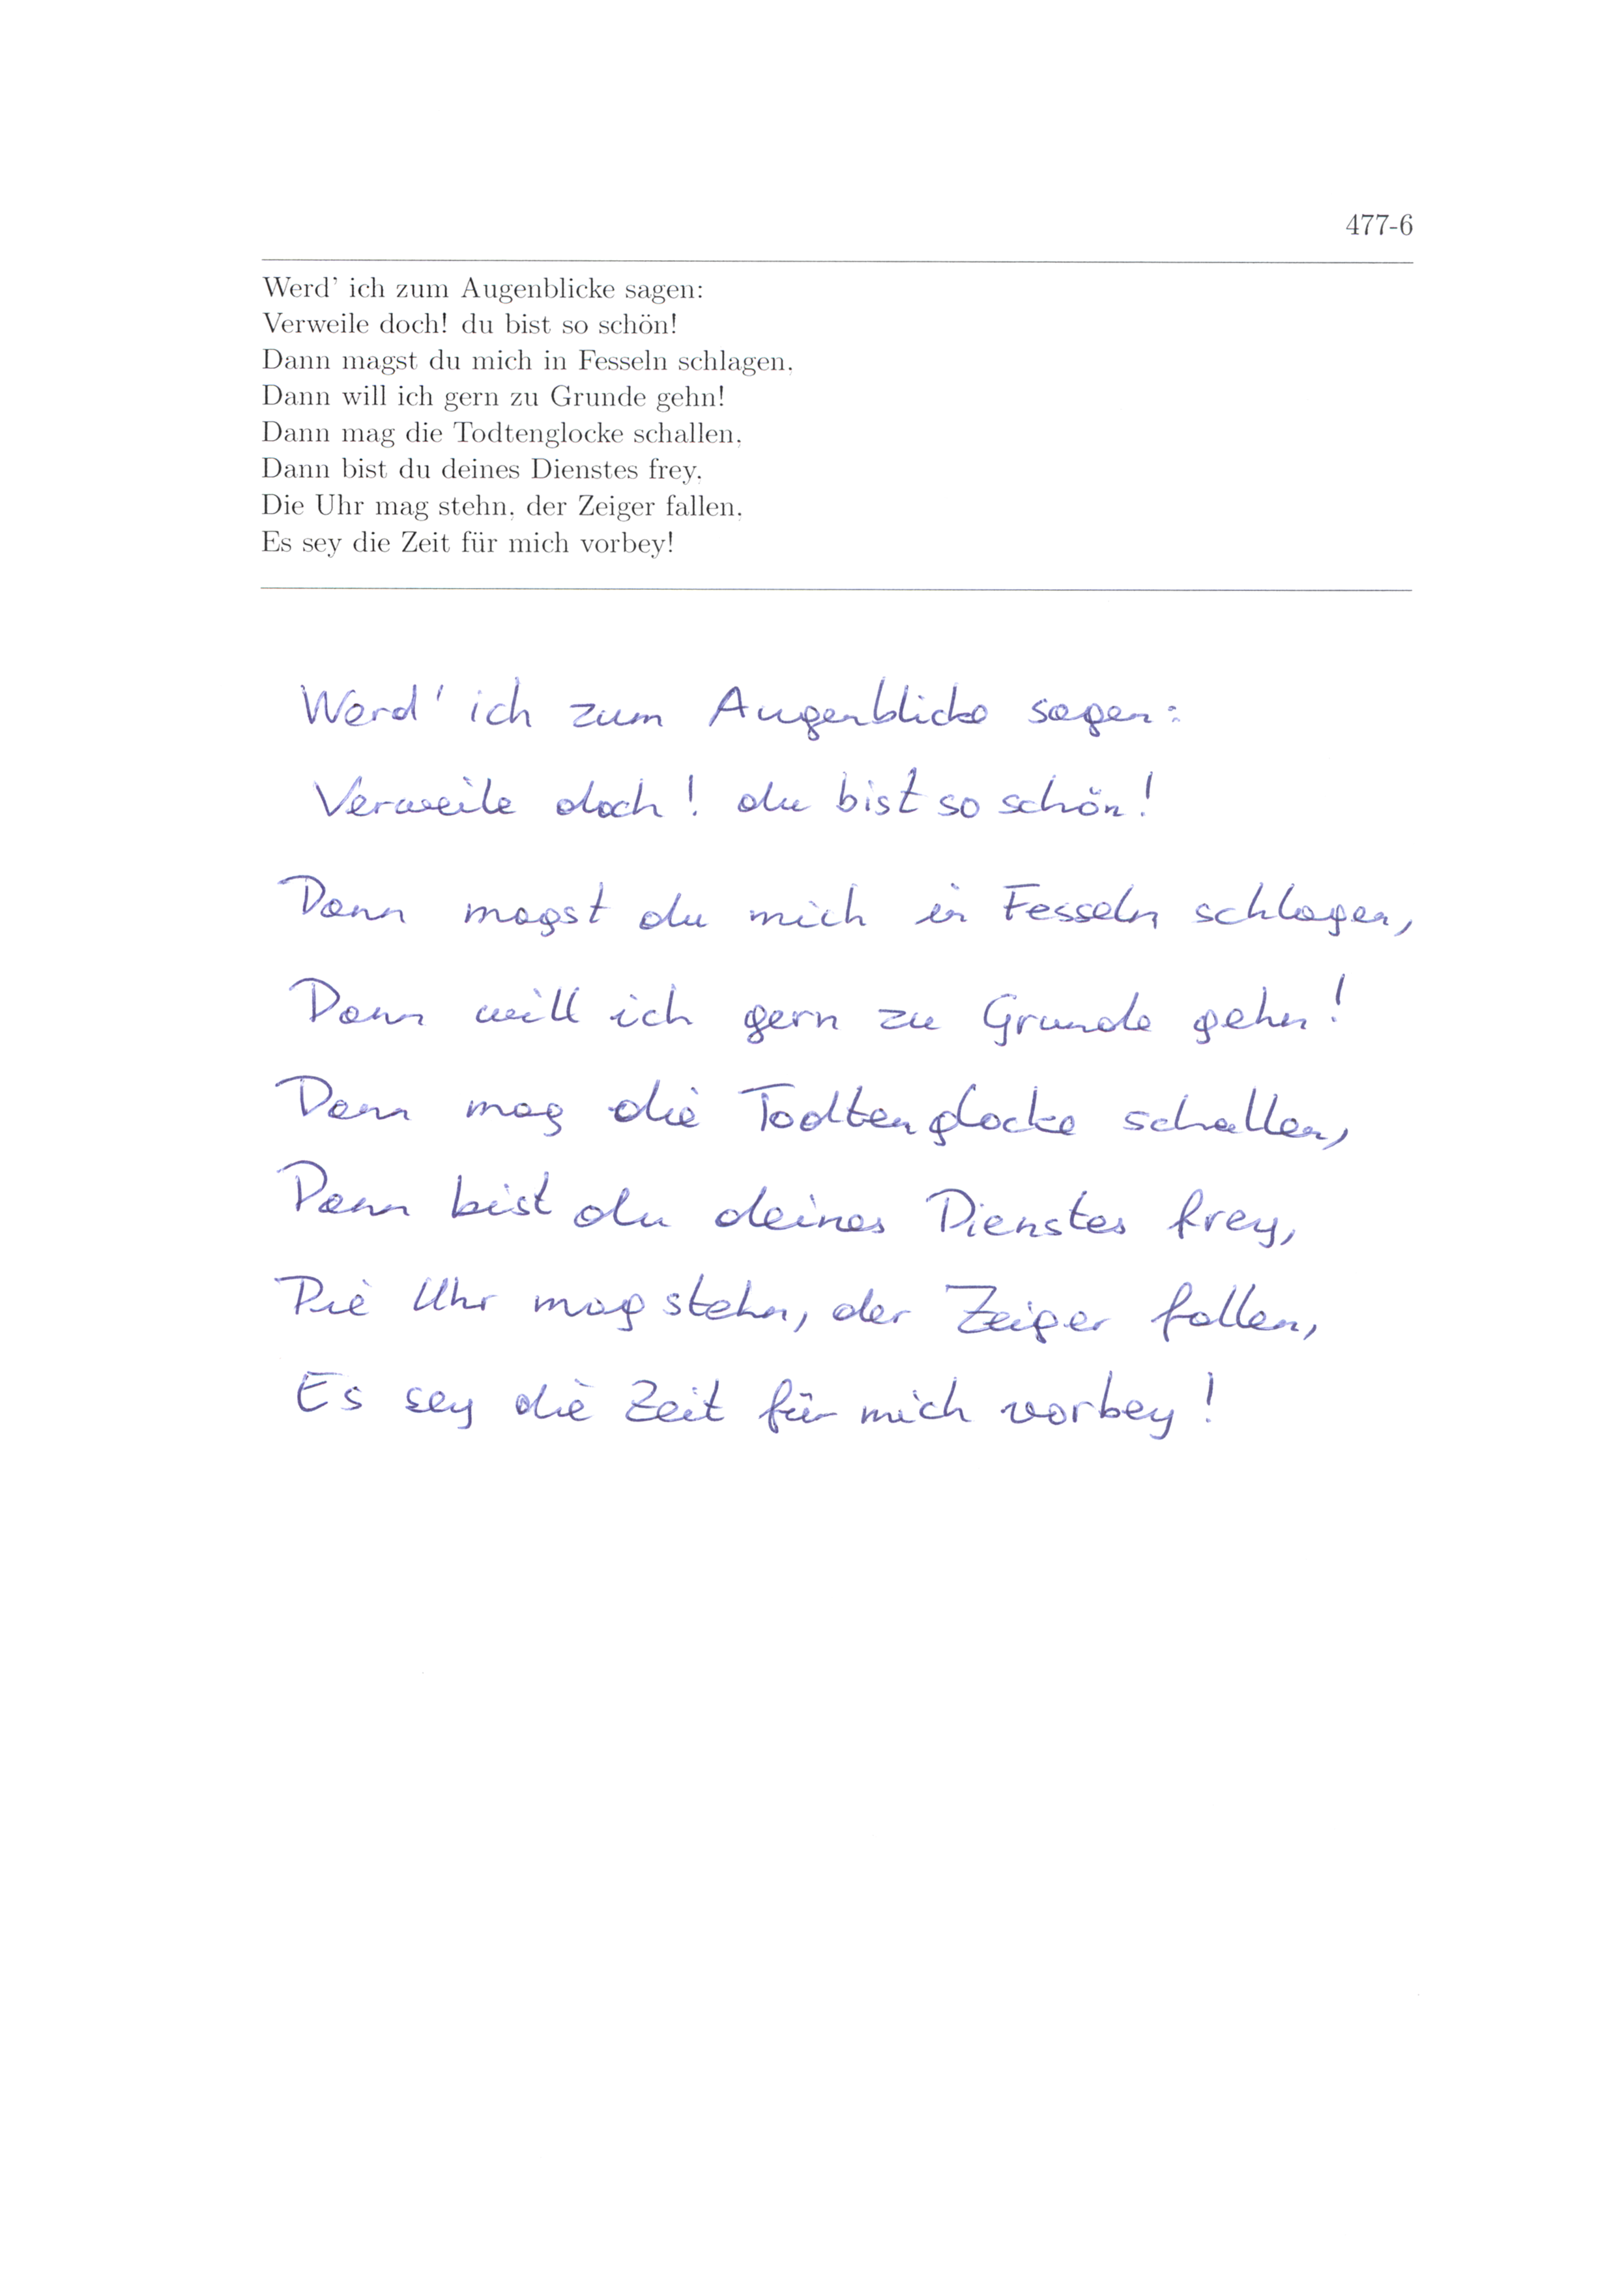 477-6
Werd' ich zum Augenblicke sagen:
Verweile doch! du bist so schön!
Dann magst du mich in Fesseln schlagen,
Dann will ich gern zu Grunde gehn!
Dann mag die Todtenglocke schallen,
Dann bist du deines Dienstes frey,
Die Uhr mag stehn, der Zeiger fallen,
Es sey die Zeit für mich vorbey!
Werd' ich zum Augenblicke sagen:
Verweile doch! du bist so schön!
Dann magst du mich in Fesseln schlagen,
Dann will ich gern zu Grunde gehn!
Dann mag die Todtenglocke schallen,
Dann bist du deines Dienstes frey,
Die Uhr mag stehn, der Zeiger fallen,
Es sey die Zeit für mich vorbey!